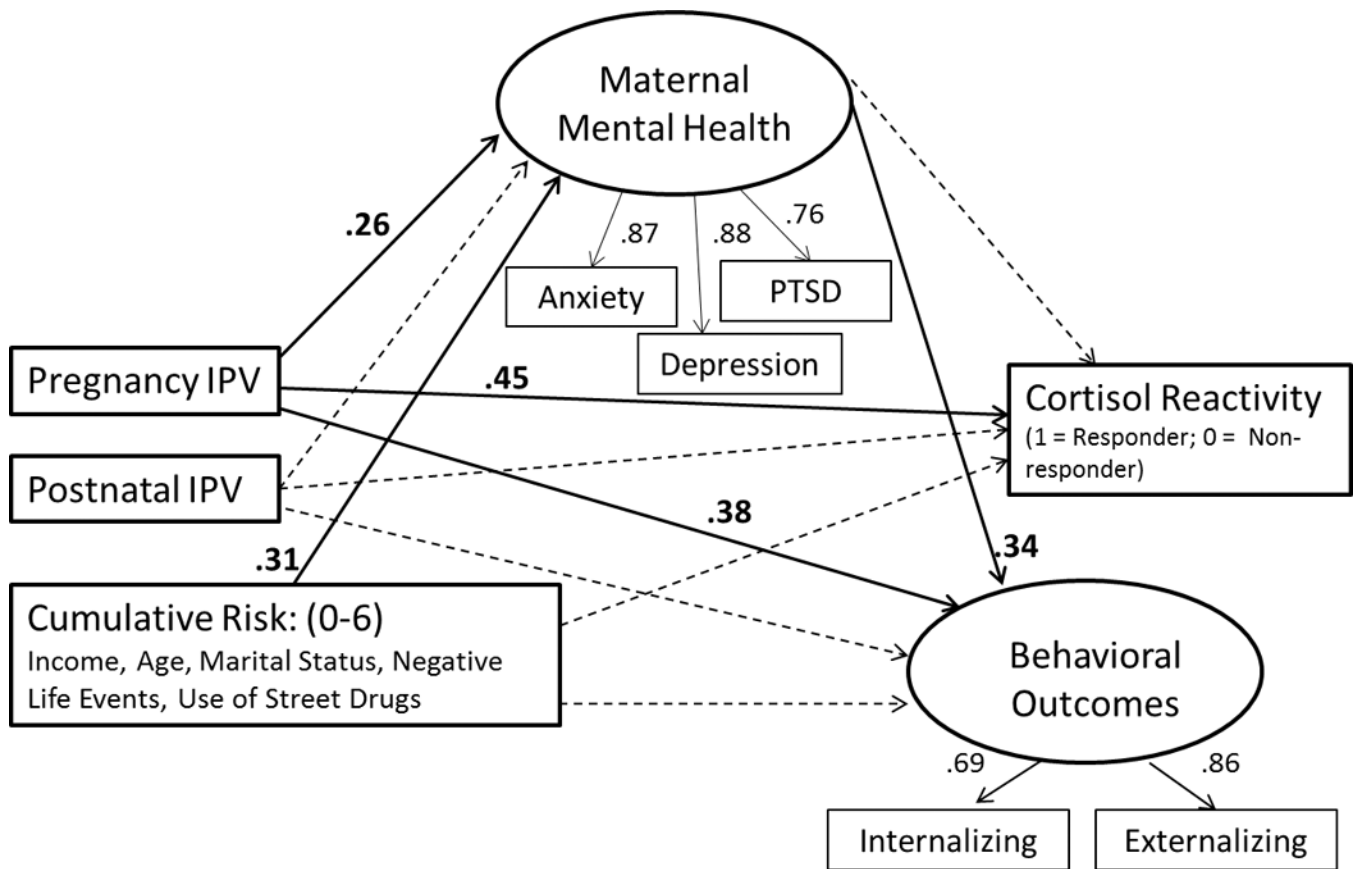 Maternal
Mental Health
.26
.87
.88
.76
Anxiety
PTSD
Depression
Pregnancy IPV
.45
Cortisol Reactivity
(1 = Responder; 0 = Non-
responder)
Postnatal IPV
.38
.34
.31
Cumulative Risk: (0-6)
Income, Age, Marital Status, Negative
Life Events, Use of Street Drugs
Behavioral
Outcomes
.69
.86
Internalizing
Externalizing